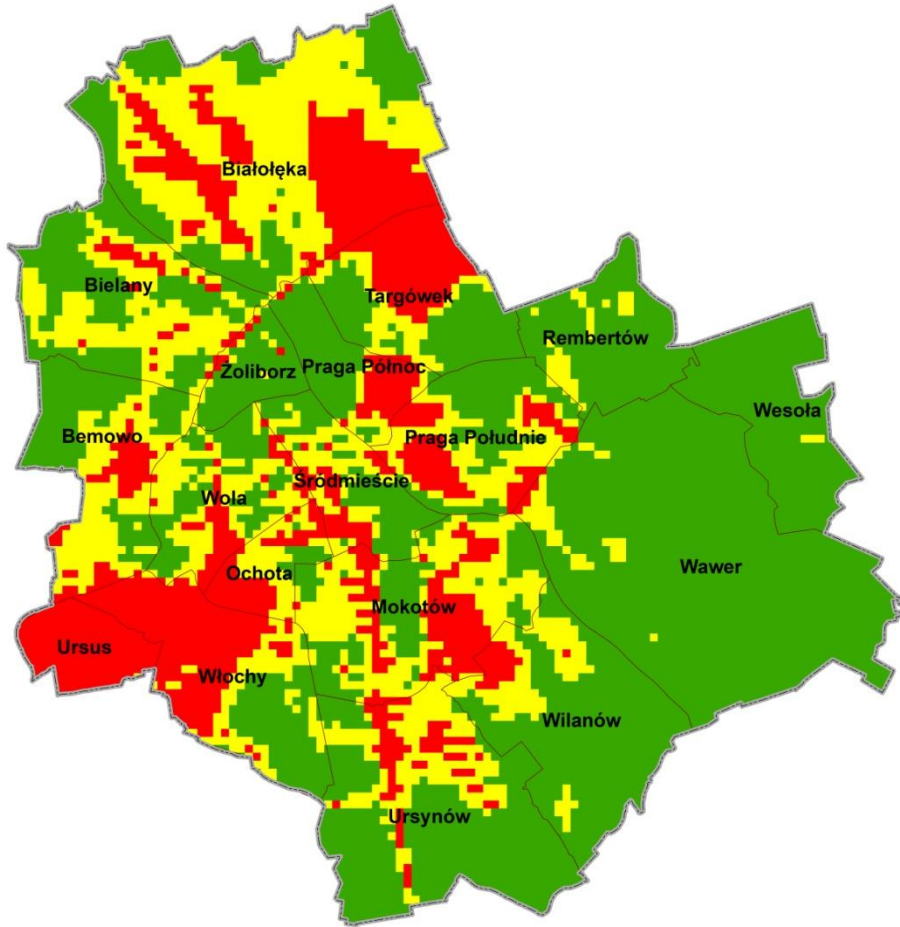 Białołęka
Bielany
Targówek
Rembertów
Żoliborz
Praga Północ
Wesoła
Bemowo
Praga Południe
Śródmieście
Wola
Wawer
Ochota
Mokotów
Ursus
Włochy
Wilanów
Ursynów